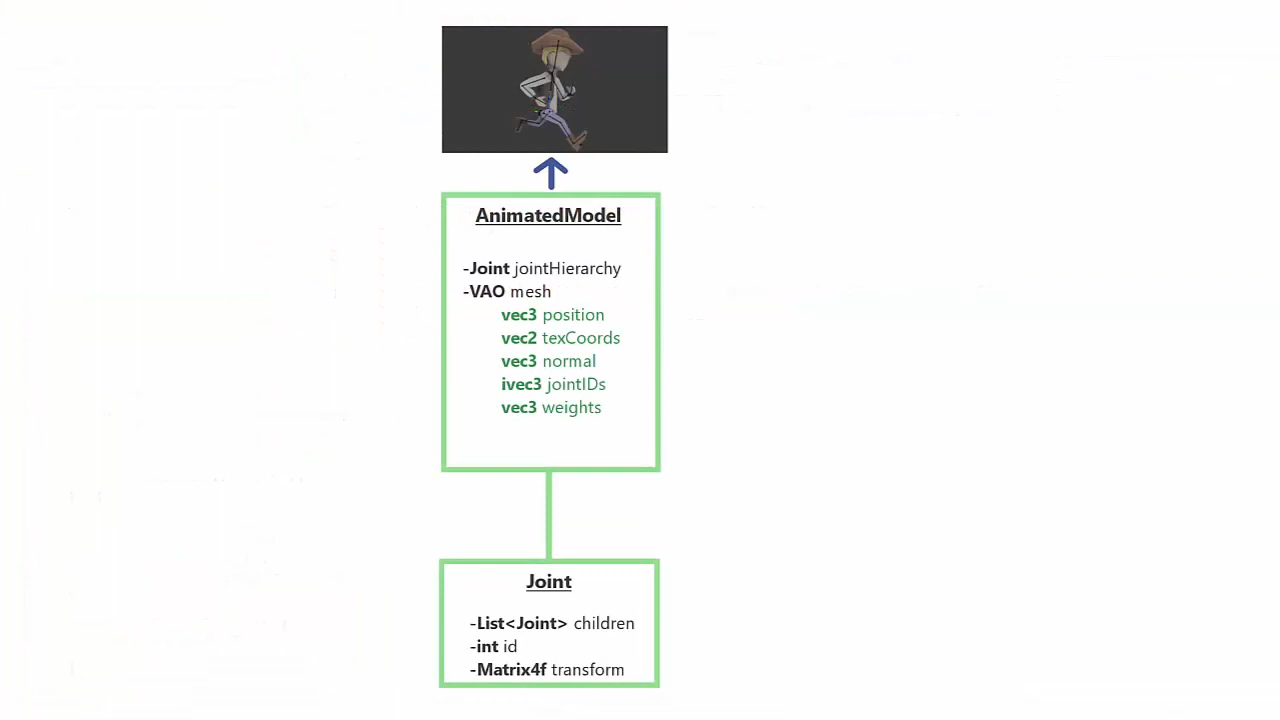 AnimatedModel
-Joint jointHierarchy
-VAO mesh
vec3 position
vec2 texCoords
vec3 normal
ivec3 jointIDs
vec3 weights
Joint
-List<Joint> children
-int id
-Matrix4f transform